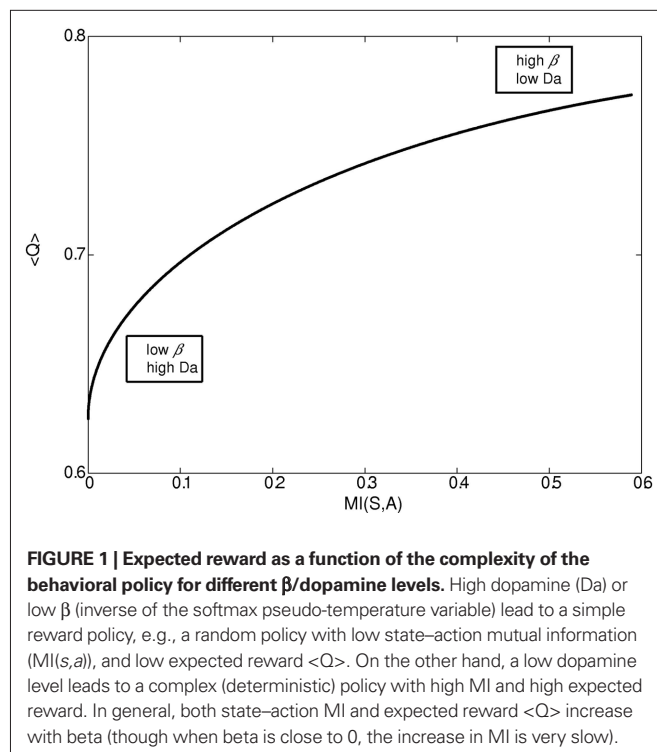 0.8
high β
low Da
<Q>
0.7
low β
high Da
0.6
0 0.1 0.2 0.3 0.4 0.5 0.6
MI(S,A)
FIGURE 1 | Expected reward as a function of the complexity of the
behavioral policy for different β/dopamine levels. High dopamine (Da) or
low β (inverse of the softmax pseudo-temperature variable) lead to a simple
reward policy, e.g., a random policy with low state–action mutual information
(MI(s,a)), and low expected reward <Q>. On the other hand, a low dopamine
level leads to a complex (deterministic) policy with high MI and high expected
reward. In general, both state–action MI and expected reward <Q> increase
with beta (though when beta is close to 0, the increase in MI is very slow).